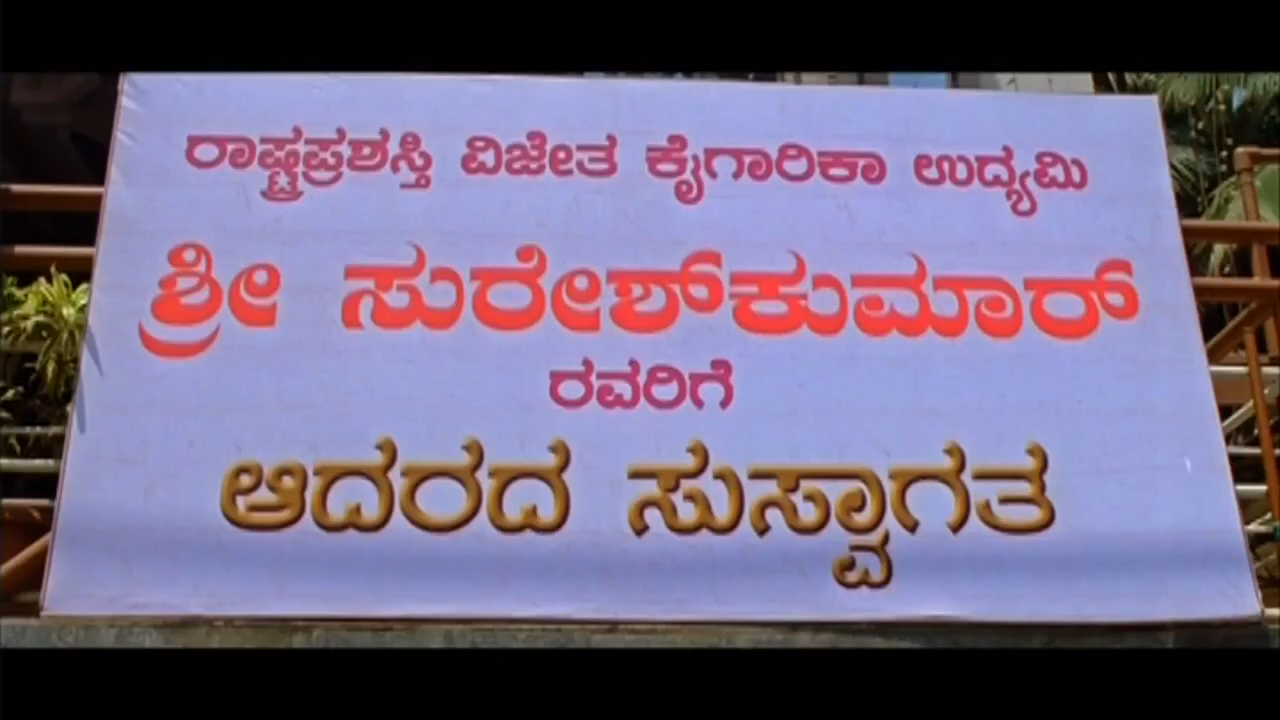 ರಾಷ್ಟ್ರಪ್ರಶಸ್ತಿ ವಿಜೇತ ಕೈಗಾರಿಕಾ ಉದ್ಯಮಿ
ಶ್ರೀ ಸುರೇಶ್‌ಕುಮಾರ್
ರವರಿಗೆ
ಆದರದ ಸುಸ್ವಾಗತ